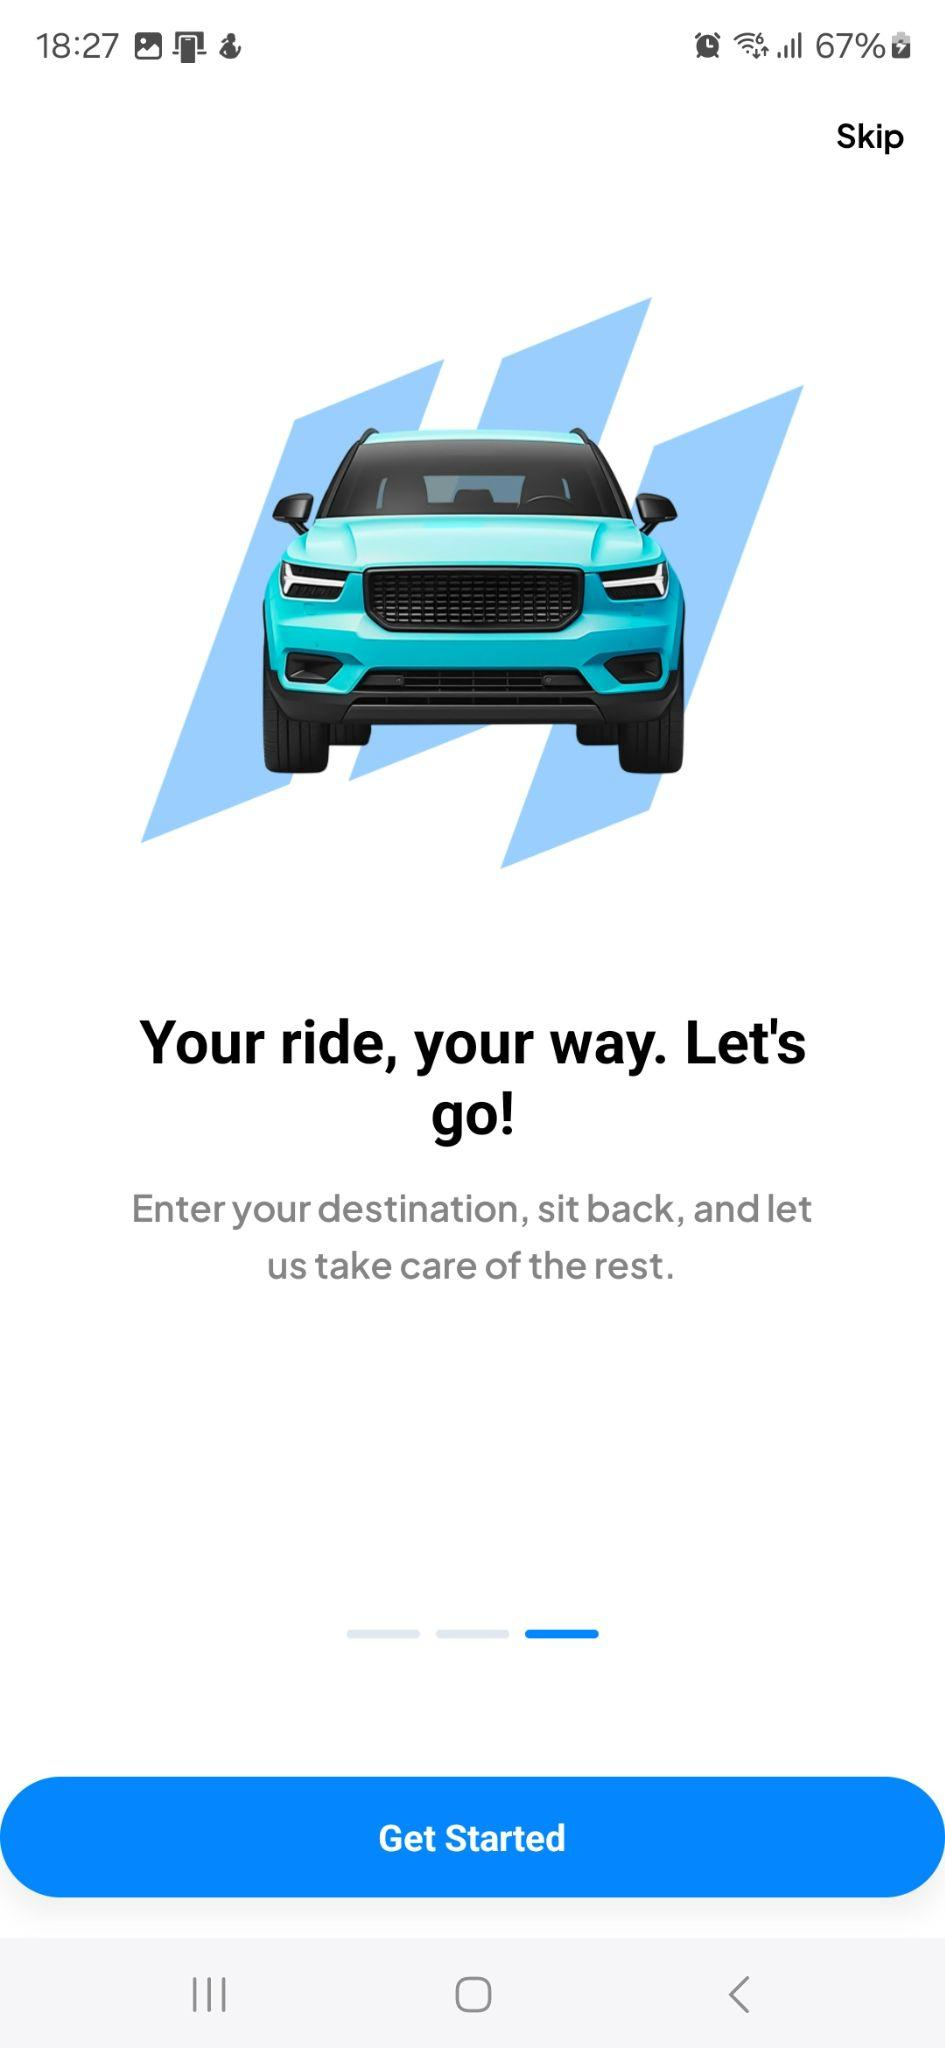 18:27
67%
Skip
Your ride, your way. Let's
go!
Enter your destination, sit back, and let
us take care of the rest.
Get Started